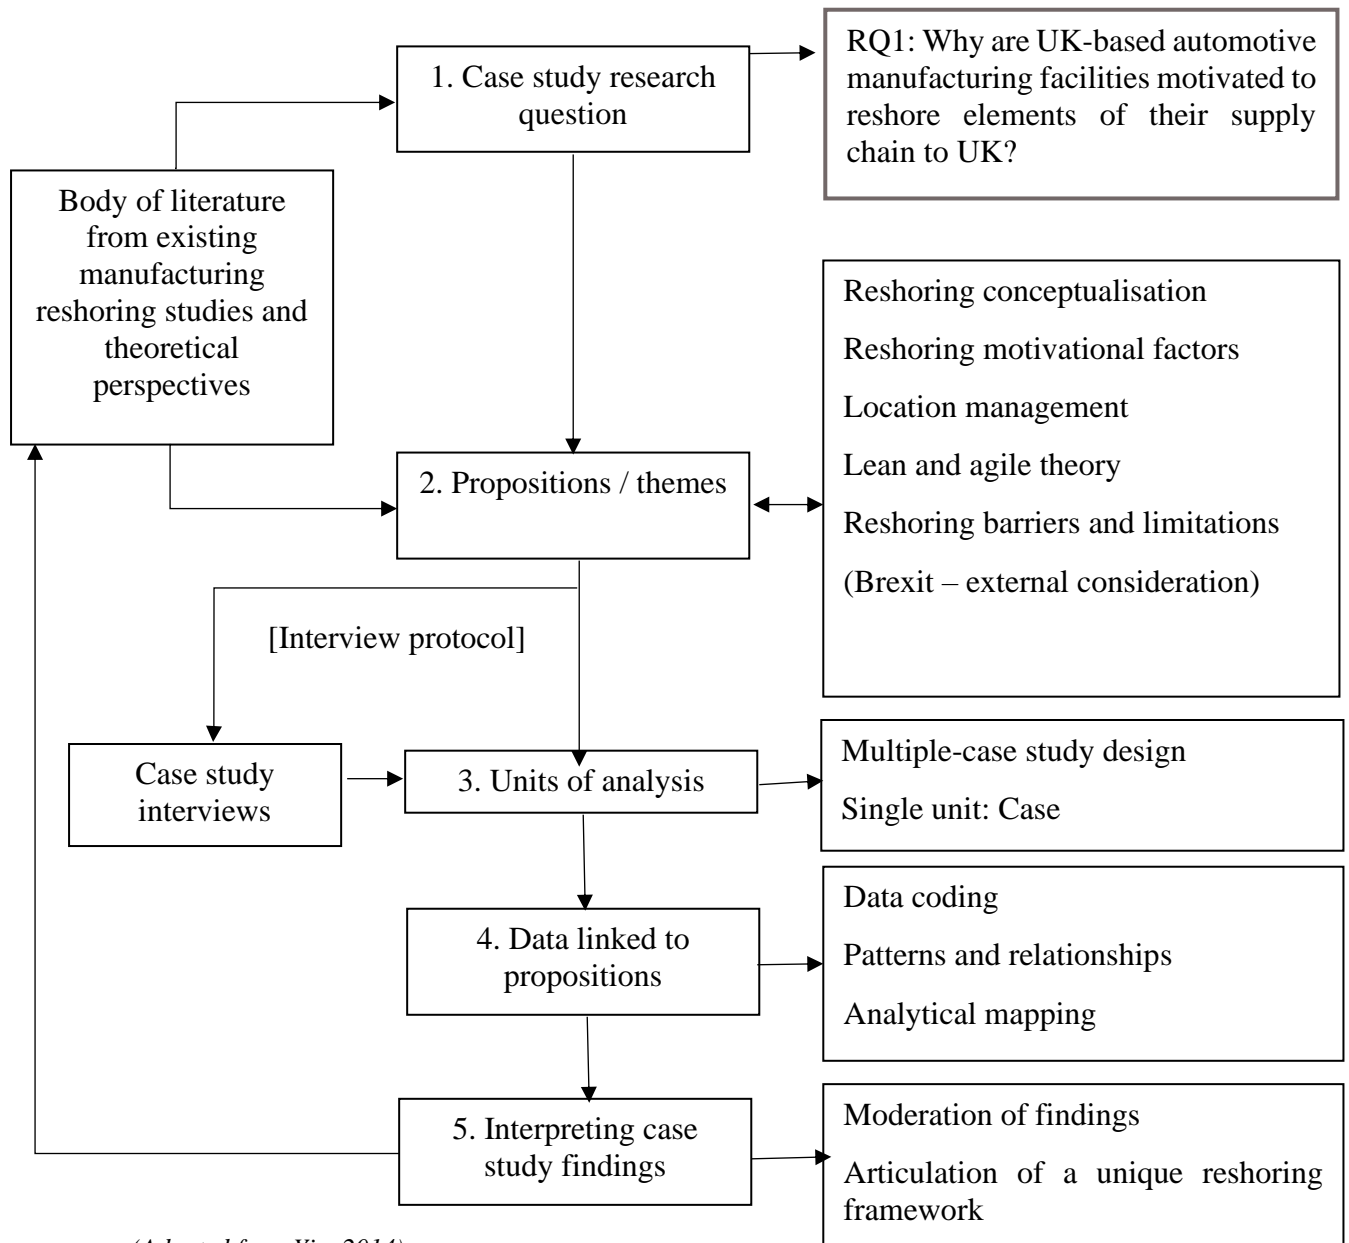 1. Case study research
question
RQ1: Why are UK-based automotive
manufacturing facilities motivated to
reshore elements of their supply
chain to UK?
Body of literature
from existing
manufacturing
reshoring studies and
theoretical
perspectives
2. Propositions / themes
Reshoring conceptualisation
Reshoring motivational factors
Location management
Lean and agile theory
Reshoring barriers and limitations
(Brexit – external consideration)
[Interview protocol]
Case study
interviews
3. Units of analysis
Multiple-case study design
Single unit: Case
4. Data linked to
propositions
Data coding
Patterns and relationships
Analytical mapping
5. Interpreting case
study findings
Moderation of findings
Articulation of a unique reshoring
framework
(Adapted from Yin, 2014)